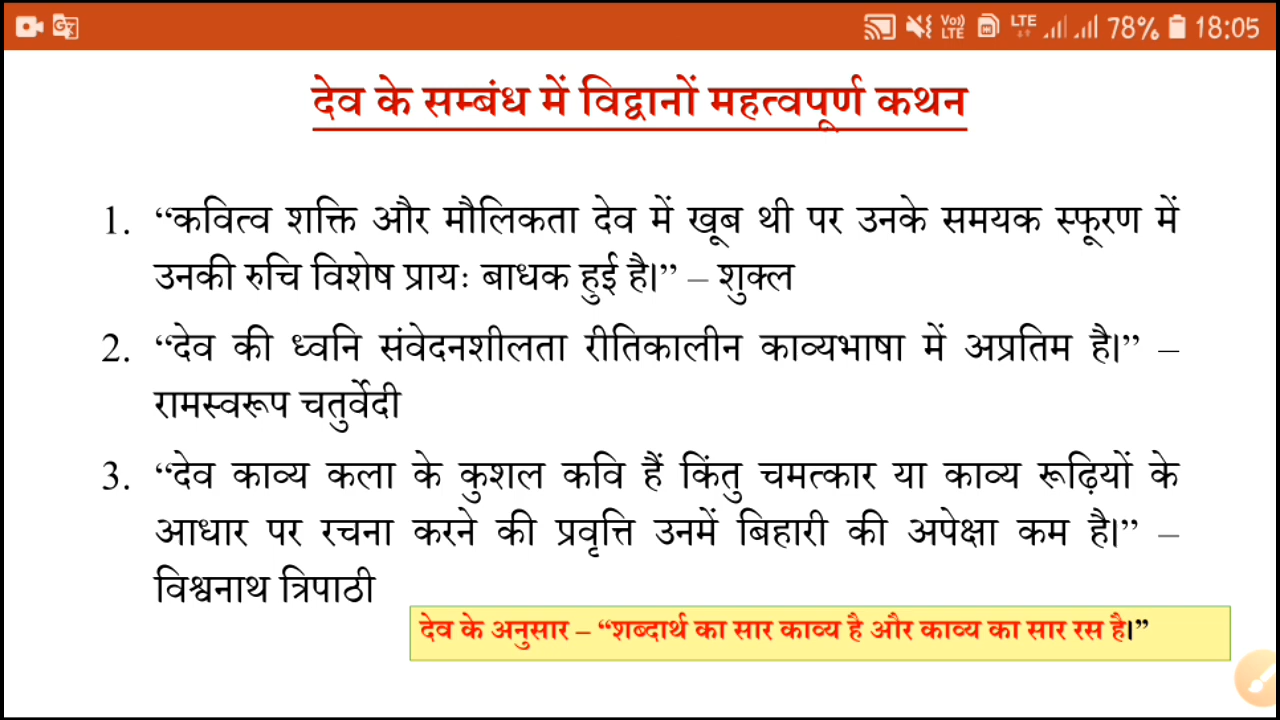 VoLTE LTE 78% 18:05
देव के सम्बंध में विद्वानों महत्वपूर्ण कथन
1. “कवित्व शक्ति और मौलिकता देव में खूब थी पर उनके समयक स्फूरण में
उनकी रुचि विशेष प्रायः बाधक हुई है।” – शुक्ल
2. “देव की ध्वनि संवेदनशीलता रीतिकालीन काव्यभाषा में अप्रतिम है।” –
रामस्वरूप चतुर्वेदी
3. “देव काव्य कला के कुशल कवि हैं किंतु चमत्कार या काव्य रूढ़ियों के
आधार पर रचना करने की प्रवृत्ति उनमें बिहारी की अपेक्षा कम है।” –
विश्वनाथ त्रिपाठी
देव के अनुसार – “शब्दार्थ का सार काव्य है और काव्य का सार रस है।”